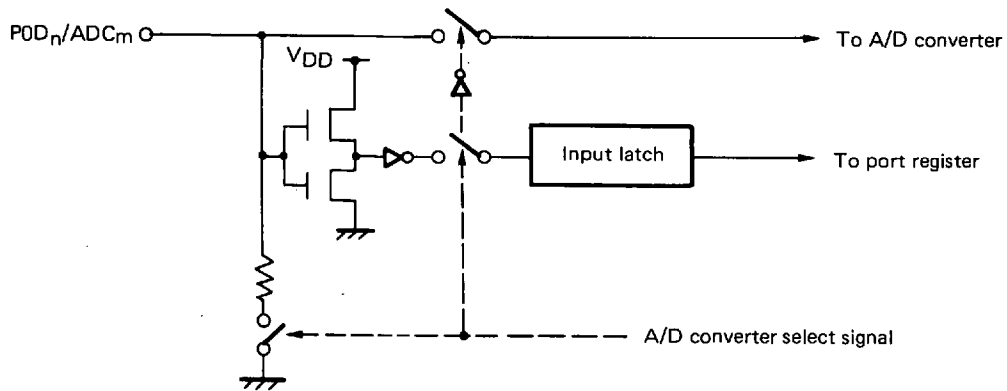 P0Dn/ADCm
To A/D converter
VDD
Input latch
To port register
A/D converter select signal